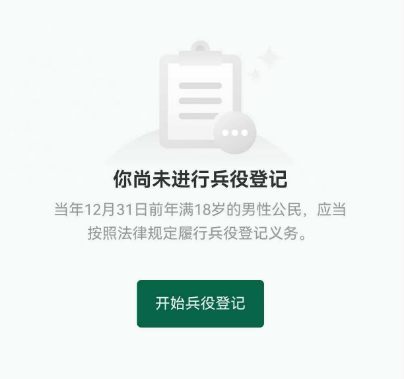 你尚未进行兵役登记
当年12月31日前年满18岁的男性公民，应当
按照法律规定履行兵役登记义务。
开始兵役登记